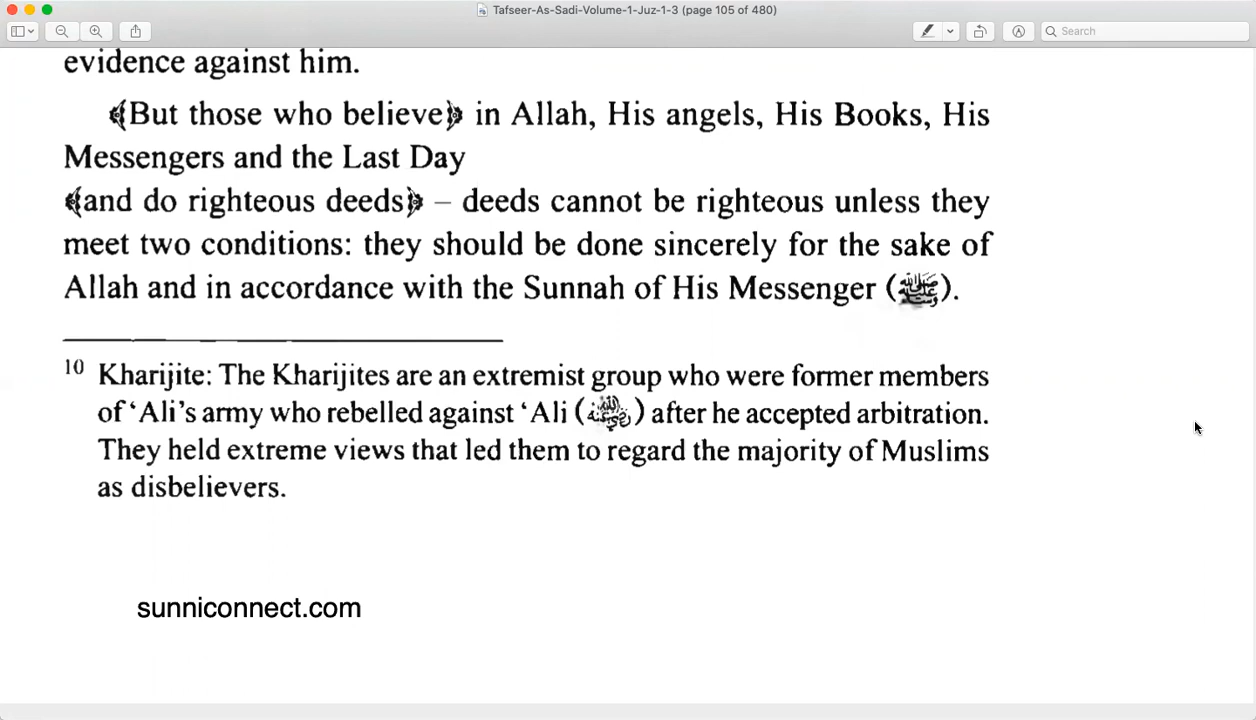 Tafseer-As-Sadi-Volume-1-Juz-1-3 (page 105 of 480)
Search
evidence against him.
﴾But those who believe﴿ in Allah, His angels, His Books, His
Messengers and the Last Day
﴾and do righteous deeds﴿ – deeds cannot be righteous unless they
meet two conditions: they should be done sincerely for the sake of
Allah and in accordance with the Sunnah of His Messenger (ﷺ).
10 Kharijite: The Kharijites are an extremist group who were former members
of ‘Ali’s army who rebelled against ‘Ali (رضي الله عنه) after he accepted arbitration.
They held extreme views that led them to regard the majority of Muslims
as disbelievers.
sunniconnect.com